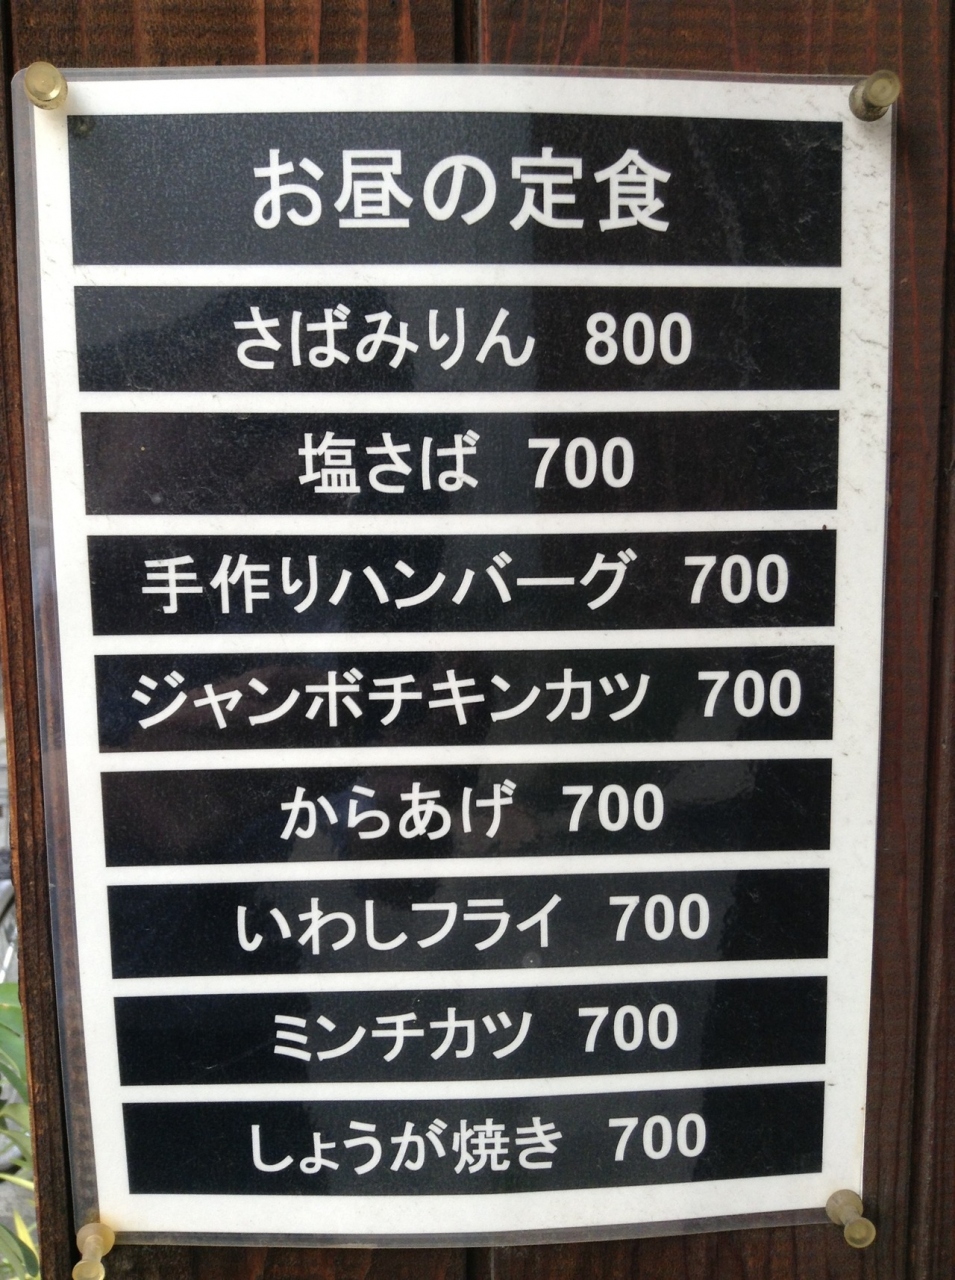 お昼の定食
さばみりん 800
塩さば 700
手作りハンバーグ 700
ジャンボチキンカツ 700
からあげ 700
いわしフライ 700
ミンチカツ 700
しょうが焼き 700